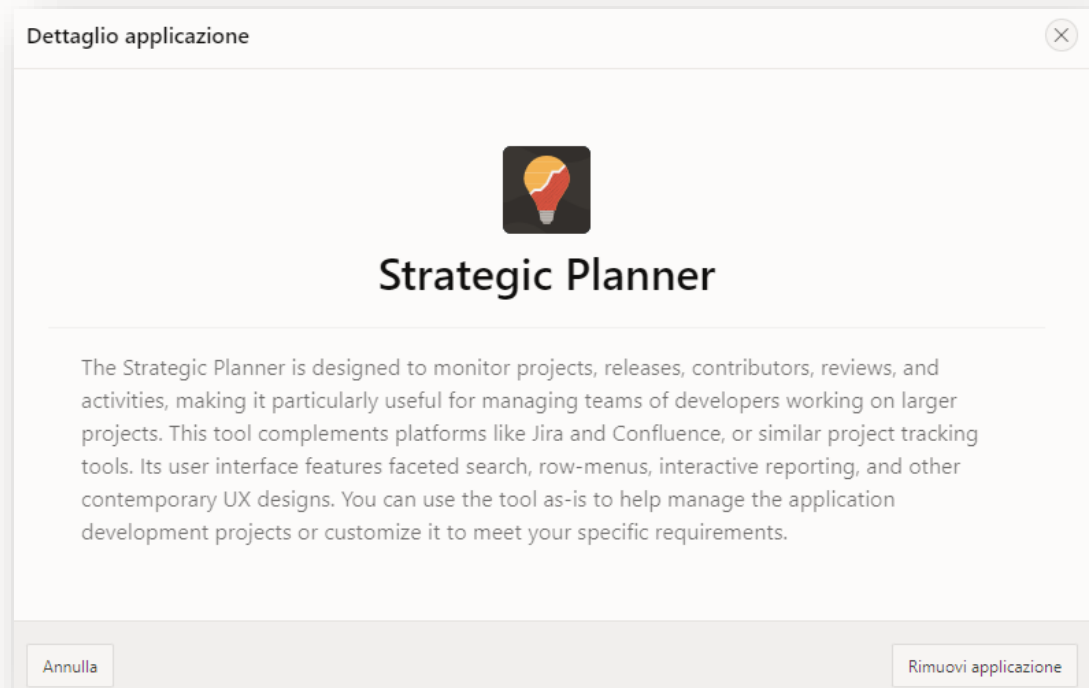 Dettaglio applicazione
Strategic Planner
The Strategic Planner is designed to monitor projects, releases, contributors, reviews, and
activities, making it particularly useful for managing teams of developers working on larger
projects. This tool complements platforms like Jira and Confluence, or similar project tracking
tools. Its user interface features faceted search, row-menus, interactive reporting, and other
contemporary UX designs. You can use the tool as-is to help manage the application
development projects or customize it to meet your specific requirements.
Annulla
Rimuovi applicazione